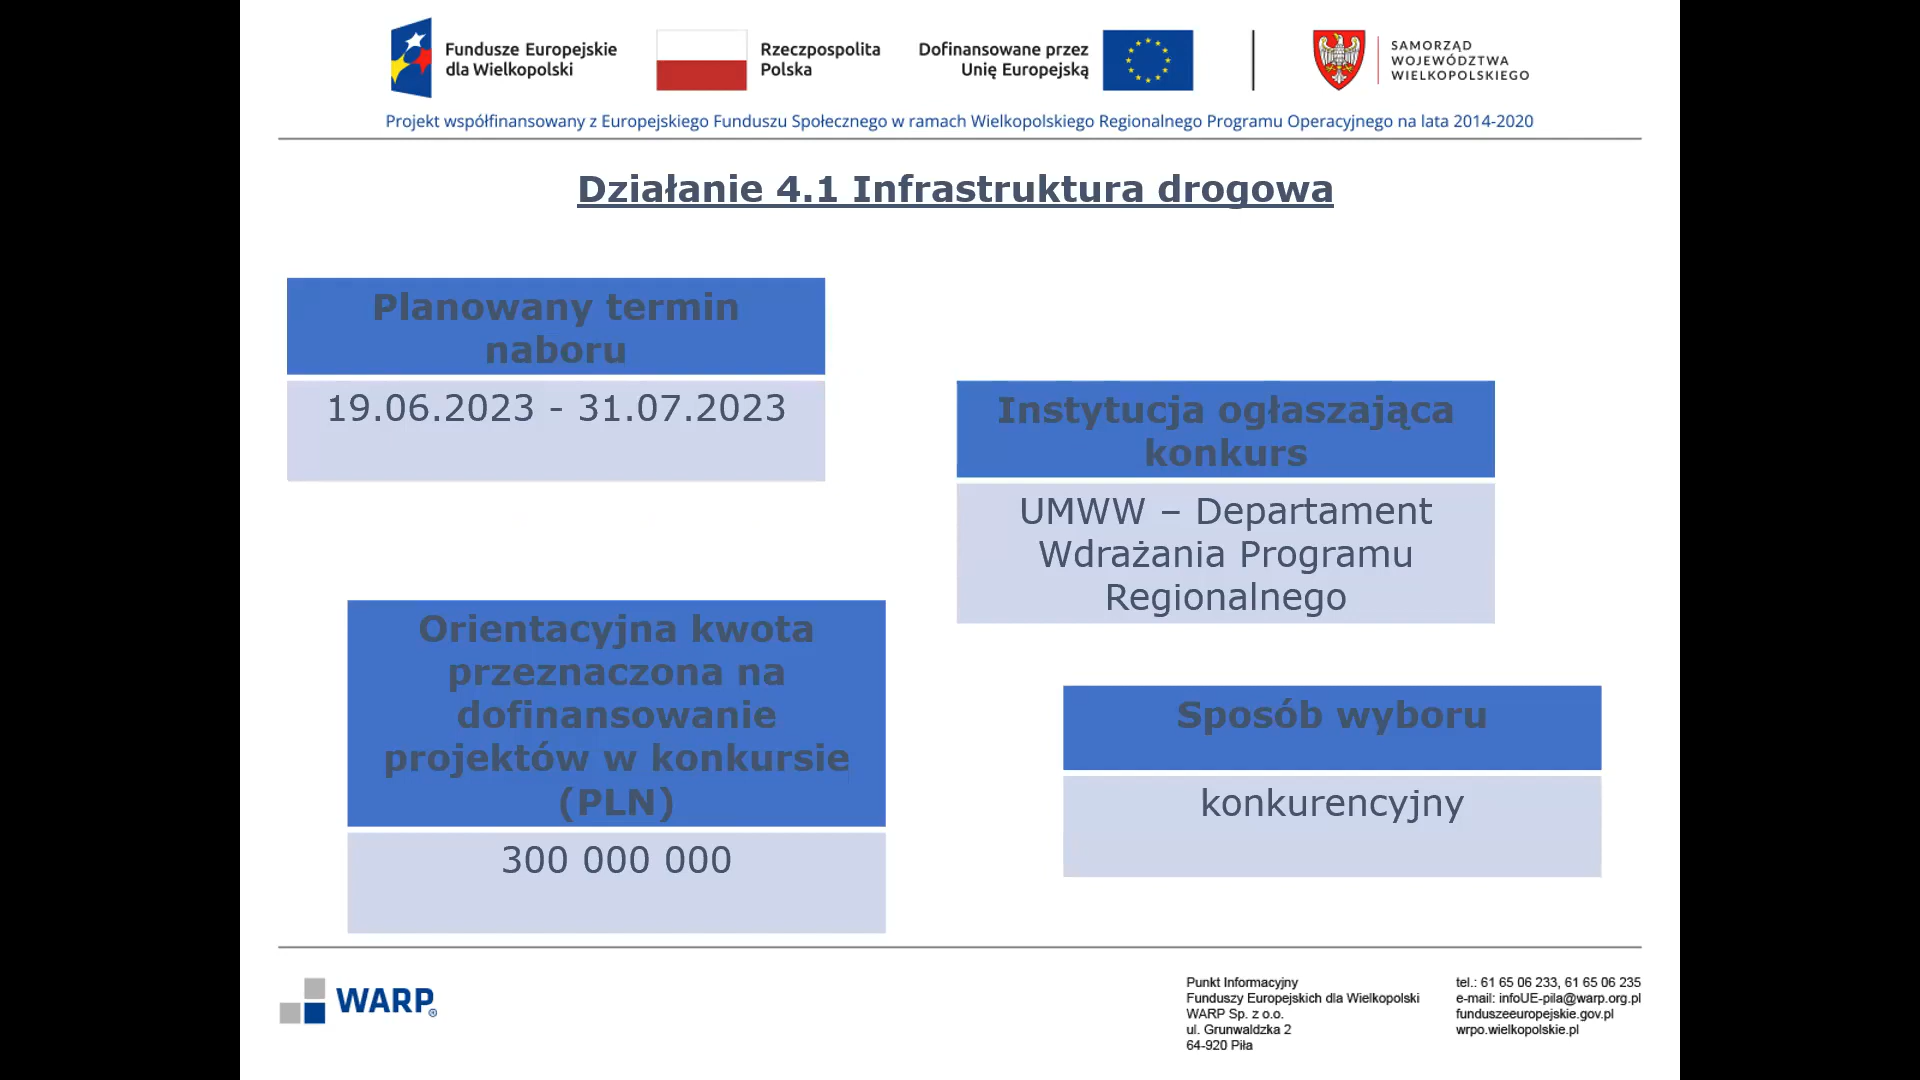 Fundusze Europejskie
dla Wielkopolski
Rzeczpospolita
Polska
Dofinansowane przez
Unię Europejską
SAMORZĄD
WOJEWÓDZTWA
WIELKOPOLSKIEGO
Projekt współfinansowany z Europejskiego Funduszu Społecznego w ramach Wielkopolskiego Regionalnego Programu Operacyjnego na lata 2014-2020
Działanie 4.1 Infrastruktura drogowa
Planowany termin
naboru
19.06.2023 - 31.07.2023
Instytucja ogłaszająca
konkurs
UMWW – Departament
Wdrażania Programu
Regionalnego
Orientacyjna kwota
przeznaczona na
dofinansowanie
projektów w konkursie
(PLN)
300 000 000
Sposób wyboru
konkurencyjny
WARP®
Punkt Informacyjny
Funduszy Europejskich dla Wielkopolski
WARP Sp. z o.o.
ul. Grunwaldzka 2
64-920 Piła
tel.: 61 65 06 233, 61 65 06 235
e-mail: infoUE-pila@warp.org.pl
funduszeeuropejskie.gov.pl
wrpo.wielkopolskie.pl